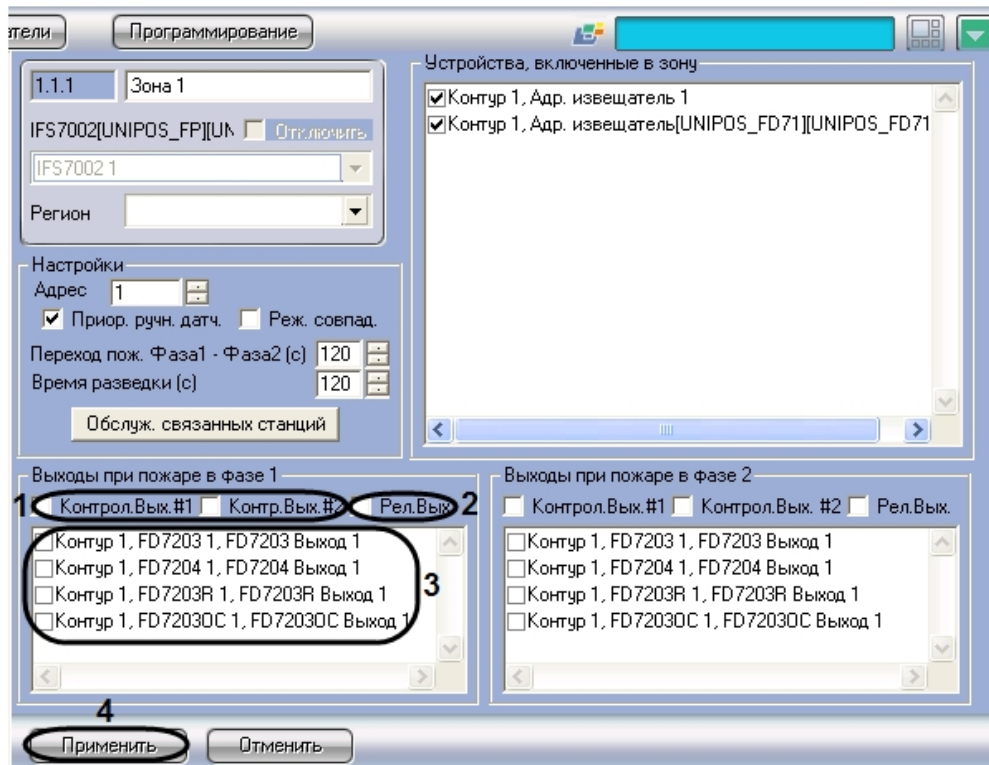 тели
Программирование
1.1.1
Зона 1
IFS7002[UNIPOS_FP][UN
Отключить
IFS7002 1
Регион
Устройства, включенные в зону
Контур 1, Адр. извещатель 1
Контур 1, Адр. извещатель[UNIPOS_FD71][UNIPOS_FD71
Настройки
Адрес 1
Приор. ручн. датч. Реж. совпад.
Переход пож. Фаза1 - Фаза2 (с) 120
Время разведки (с) 120
Обслуж. связанных станций
Выходы при пожаре в фазе 1
1 Контрол.Вых.#1 Контр.Вых.#2 Рел.Вых 2
Контур 1, FD7203 1, FD7203 Выход 1
Контур 1, FD7204 1, FD7204 Выход 1
Контур 1, FD7203R 1, FD7203R Выход 1
Контур 1, FD7203OC 1, FD7203OC Выход 1
3
Выходы при пожаре в фазе 2
Контрол.Вых.#1 Контрол.Вых. #2 Рел.Вых.
Контур 1, FD7203 1, FD7203 Выход 1
Контур 1, FD7204 1, FD7204 Выход 1
Контур 1, FD7203R 1, FD7203R Выход 1
Контур 1, FD7203OC 1, FD7203OC Выход 1
4
Применить
Отменить